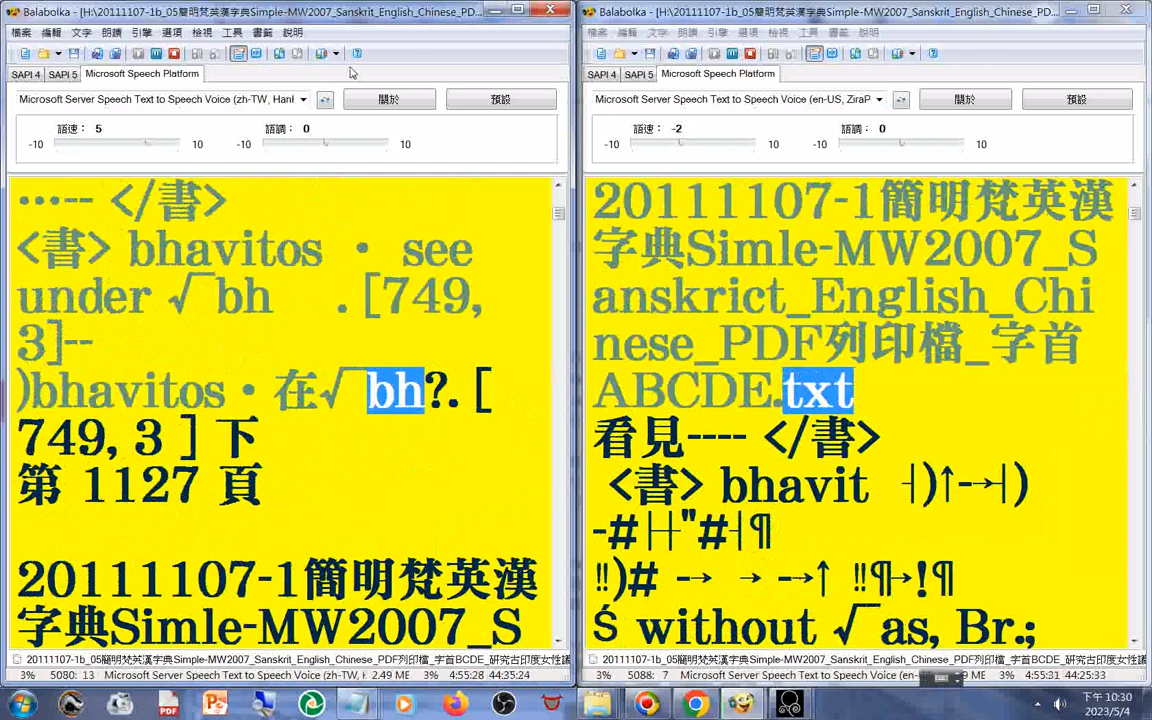 Balabolka - [H:\20111107-1b_05簡明梵英漢字典Simple-MW2007_Sanskrit_English_Chinese_PD...
檔案 編輯 文字 朗讀 引擎 選項 檢視 工具 書籤 說明
SAPI 4 SAPI 5 Microsoft Speech Platform
Microsoft Server Speech Text to Speech Voice (zh-TW, Hanl 關於 預設
語速： 5 語調： 0
-10 10 -10 10
…-- </書>
<書> bhavitos • see
under √bh . [749,
3]--
)bhavitos • 在√bh?. [
749, 3 ] 下
第 1127 頁
20111107-1簡明梵英漢
字典Simle-MW2007_S
20111107-1b_05簡明梵英漢字典Simple-MW2007_Sanskrit_English_Chinese_PDF列印檔_字首BCDE_研究古印度女性議
3% 5080: 13 Microsoft Server Speech Text to Speech Voice (zh-TW, H 2.49 ME 3% 4:55:28 44:35:24
Balabolka - [H:\20111107-1b_05簡明梵英漢字典Simple-MW2007_Sanskrit_English_Chinese_PD...
檔案 編輯 文字 朗讀 引擎 選項 檢視 工具 書籤 說明
SAPI 4 SAPI 5 Microsoft Speech Platform
Microsoft Server Speech Text to Speech Voice (en-US, ZiraP 關於 預設
語速： -2 語調： 0
-10 10 -10 10
20111107-1簡明梵英漢
字典Simle-MW2007_S
anskrict_English_Chi
nese_PDF列印檔_字首
ABCDE.txt
看見---- </書>
<書> bhavit ┤)↑-→┤)
-#├├"#┤¶
‼)# -→ → -→↑ ‼¶→!¶
Ś without √as, Br.;
20111107-1b_05簡明梵英漢字典Simple-MW2007_Sanskrit_English_Chinese_PDF列印檔_字首BCDE_研究古印度女性議
3% 5088: 7 Microsoft Server Speech Text to Speech Voice (en-US, Z ME 3% 4:55:31 44:25:33
下午 10:30
2023/5/4